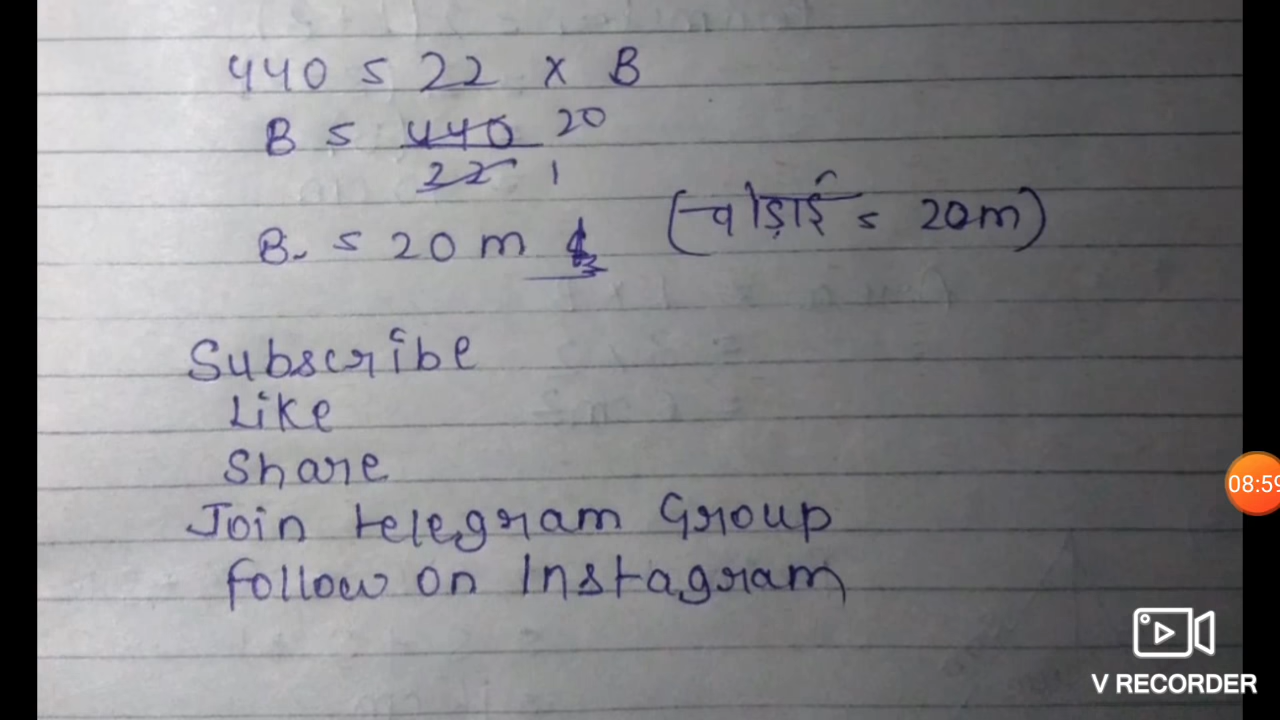 440 = 22 x B
B = 440 20
22 1
B = 20 m (चौड़ाई = 20m)
Subscribe
Like
Share
Join telegram Group
follow on Instagram
08:59
V RECORDER